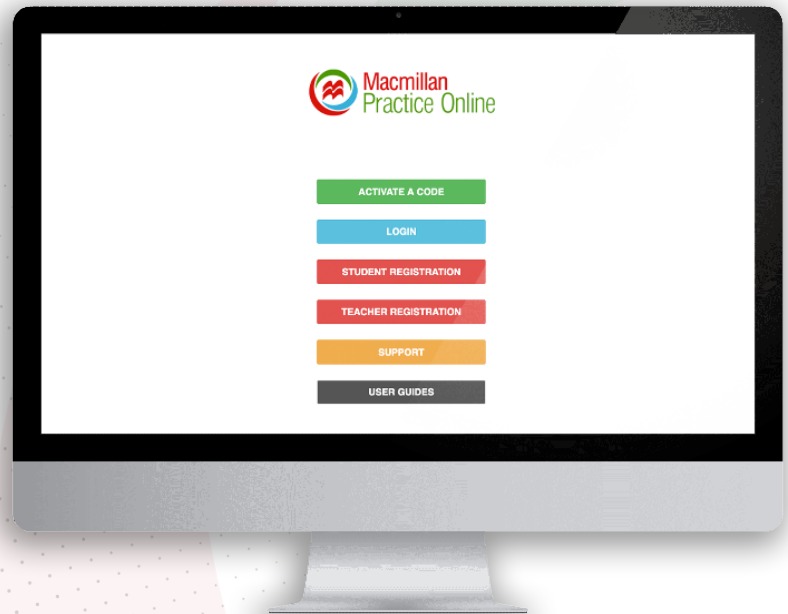 Macmillan
Practice Online
ACTIVATE A CODE
LOGIN
STUDENT REGISTRATION
TEACHER REGISTRATION
SUPPORT
USER GUIDES